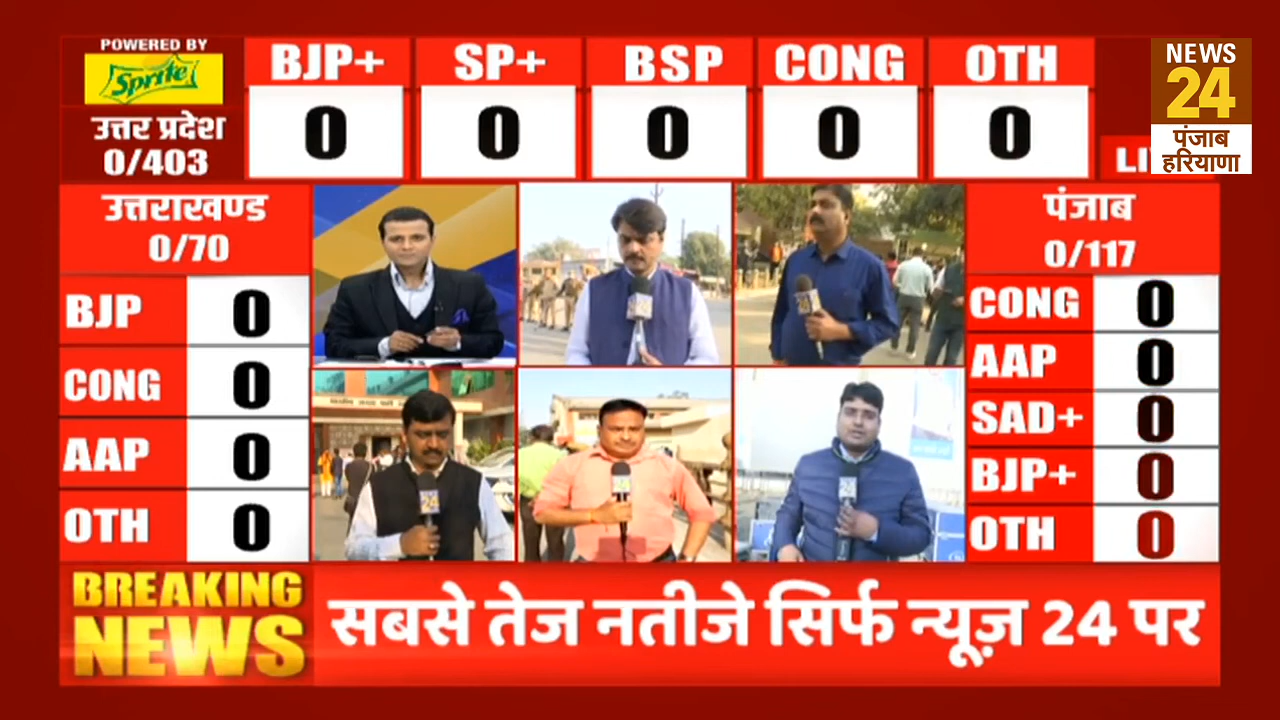 POWERED BY
Sprite
उत्तर प्रदेश
0/403
BJP+ SP+ BSP CONG OTH
0 0 0 0 0
NEWS
24
पंजाब
हरियाणा
उत्तराखण्ड
0/70
BJP 0
CONG 0
AAP 0
OTH 0
पंजाब
0/117
CONG 0
AAP 0
SAD+ 0
BJP+ 0
OTH 0
BREAKING
NEWS
सबसे तेज नतीजे सिर्फ न्यूज़ 24 पर